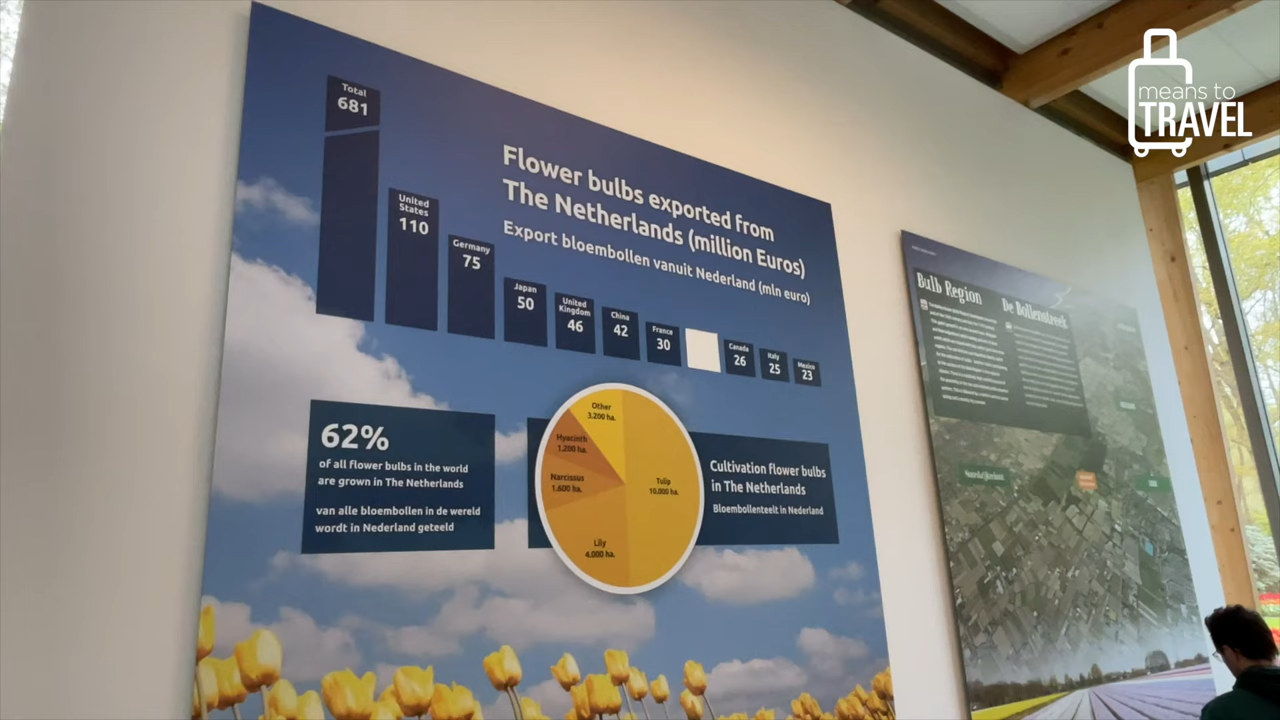 means to
TRAVEL
Total
681
United
States
110
Germany
75
Japan
50
United
Kingdom
46
China
42
France
30
Canada
26
Italy
25
Mexico
23
Flower bulbs exported from
The Netherlands (million Euros)
Export bloembollen vanuit Nederland (mln euro)
62%
of all flower bulbs in the world
are grown in The Netherlands
van alle bloembollen in de wereld
wordt in Nederland geteeld
Other
3.200 ha.
Hyacinth
1.200 ha.
Narcissus
1.600 ha.
Tulip
10.000 ha.
Lily
4.000 ha.
Cultivation flower bulbs
in The Netherlands
Bloembollenteelt in Nederland
Bulb Region
De Bollenstreek